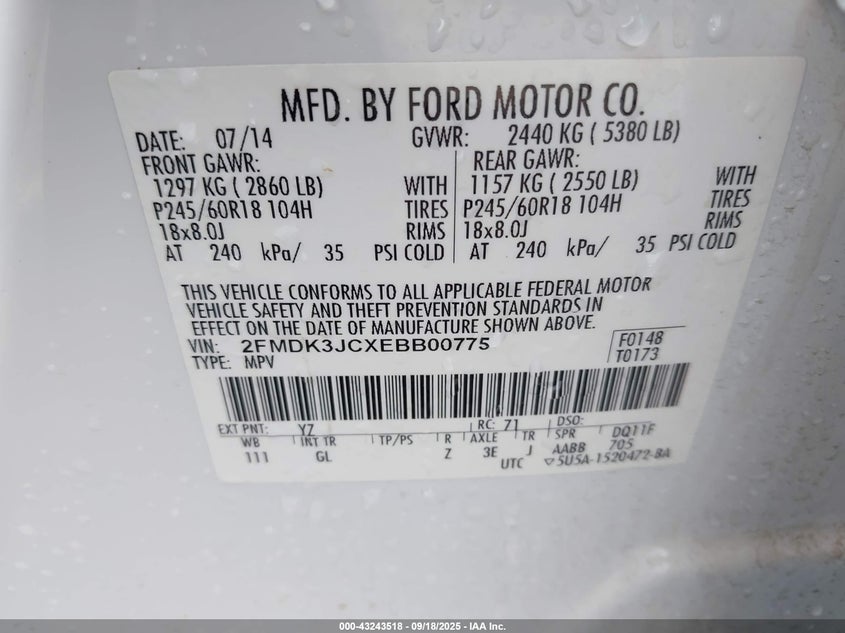 MFD. BY FORD MOTOR CO.
DATE: 07/14 GVWR: 2440 KG ( 5380 LB)
FRONT GAWR: REAR GAWR:
1297 KG ( 2860 LB) WITH 1157 KG ( 2550 LB) WITH
P245/60R18 104H TIRES P245/60R18 104H TIRES
18x8.0J RIMS 18x8.0J RIMS
AT 240 kPa/ 35 PSI COLD AT 240 kPa/ 35 PSI COLD
THIS VEHICLE CONFORMS TO ALL APPLICABLE FEDERAL MOTOR
VEHICLE SAFETY AND THEFT PREVENTION STANDARDS IN
EFFECT ON THE DATE OF MANUFACTURE SHOWN ABOVE.
VIN: 2FMDK3JCXEBB00775 F0148
TYPE: MPV T0173
EXT PNT: YZ RC: 71 DSO:
WB INT TR TP/PS R AXLE TR SPR DQ11F
111 GL Z 3E J AABB 705
UTC ▽5U5A-1520472-BA
000-43243518 - 09/18/2025 - IAA Inc.